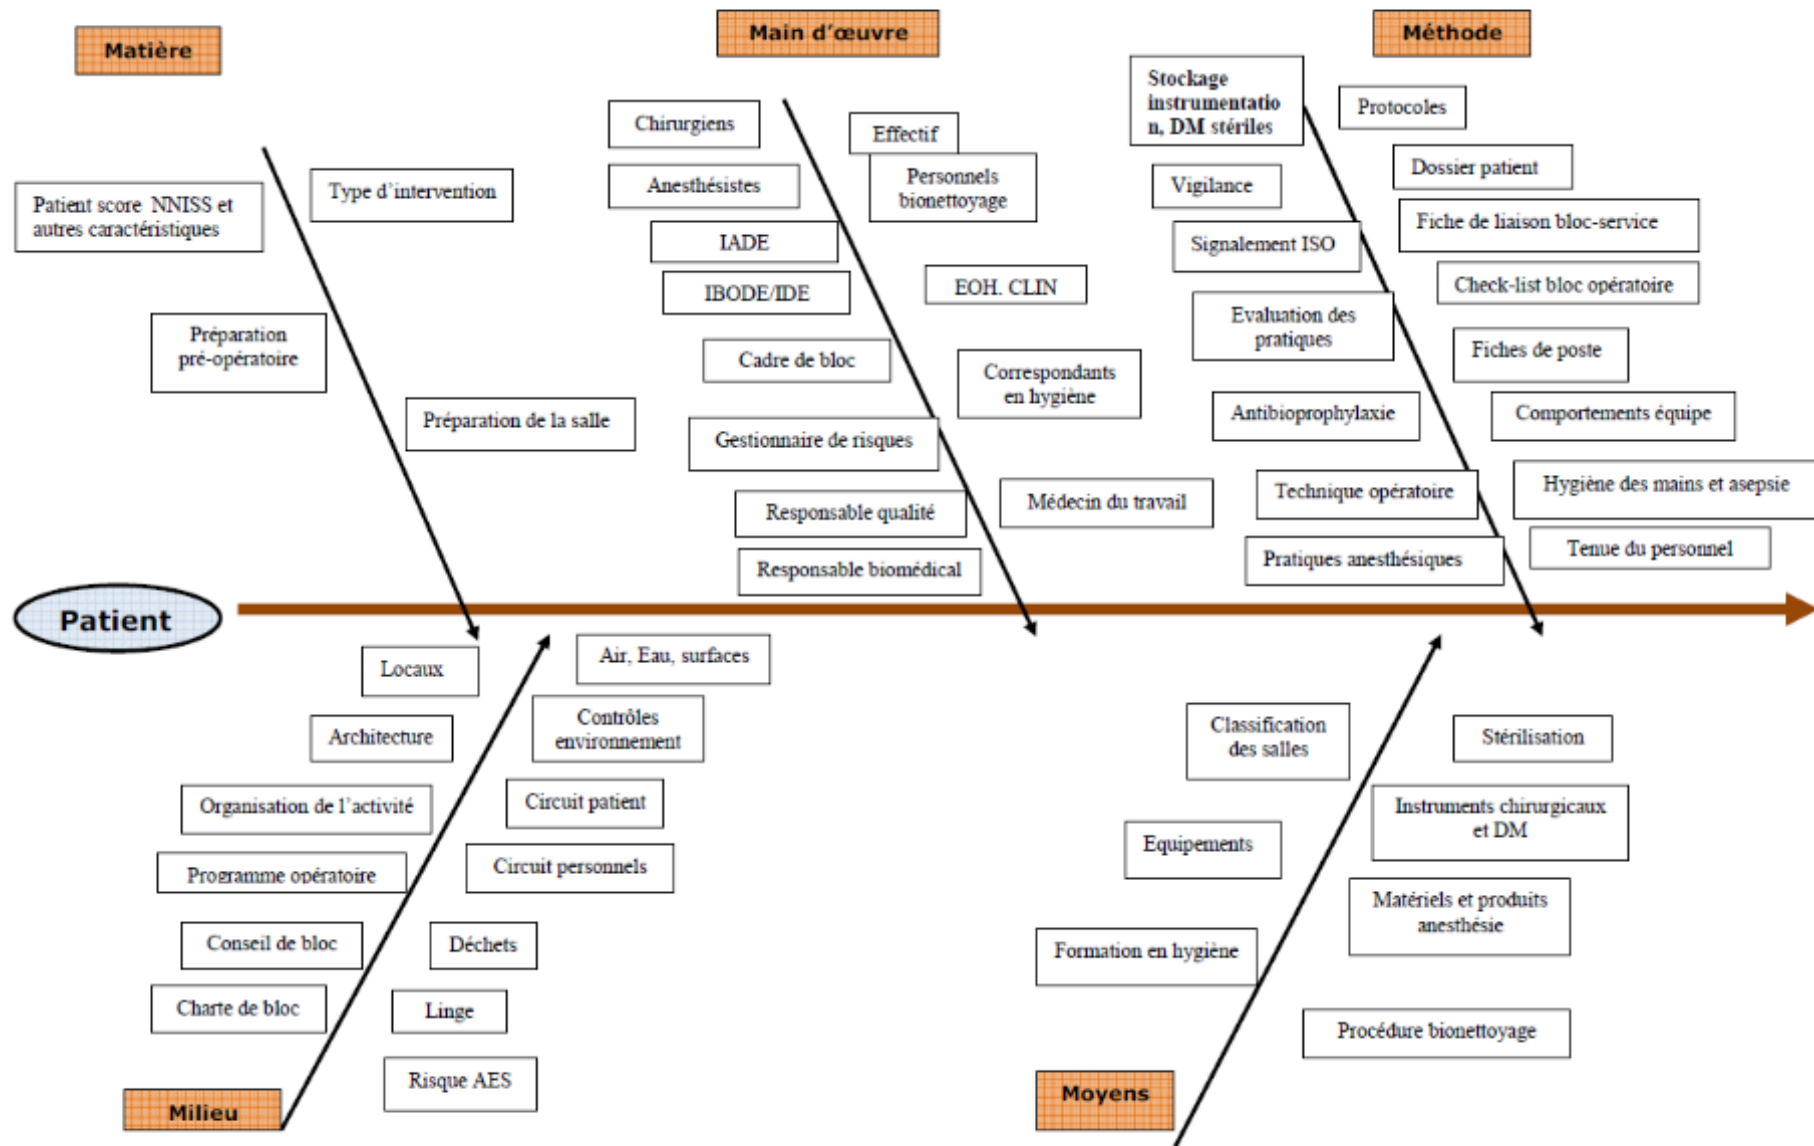 Matière
Main d'œuvre
Méthode
Patient score NNISS et
autres caractéristiques
Type d'intervention
Préparation
pré-opératoire
Préparation de la salle
Chirurgiens
Anesthésistes
IADE
IBODE/IDE
Cadre de bloc
Gestionnaire de risques
Responsable qualité
Responsable biomédical
Effectif
Personnels
bionettoyage
EOH. CLIN
Correspondants
en hygiène
Médecin du travail
Stockage
instrumentatio
n, DM stériles
Vigilance
Signalement ISO
Evaluation des
pratiques
Antibioprophylaxie
Technique opératoire
Pratiques anesthésiques
Protocoles
Dossier patient
Fiche de liaison bloc-service
Check-list bloc opératoire
Fiches de poste
Comportements équipe
Hygiène des mains et asepsie
Tenue du personnel
Patient
Locaux
Architecture
Organisation de l'activité
Programme opératoire
Conseil de bloc
Charte de bloc
Air, Eau, surfaces
Contrôles
environnement
Circuit patient
Circuit personnels
Déchets
Linge
Risque AES
Milieu
Classification
des salles
Equipements
Formation en hygiène
Stérilisation
Instruments chirurgicaux
et DM
Matériels et produits
anesthésie
Procédure bionettoyage
Moyens